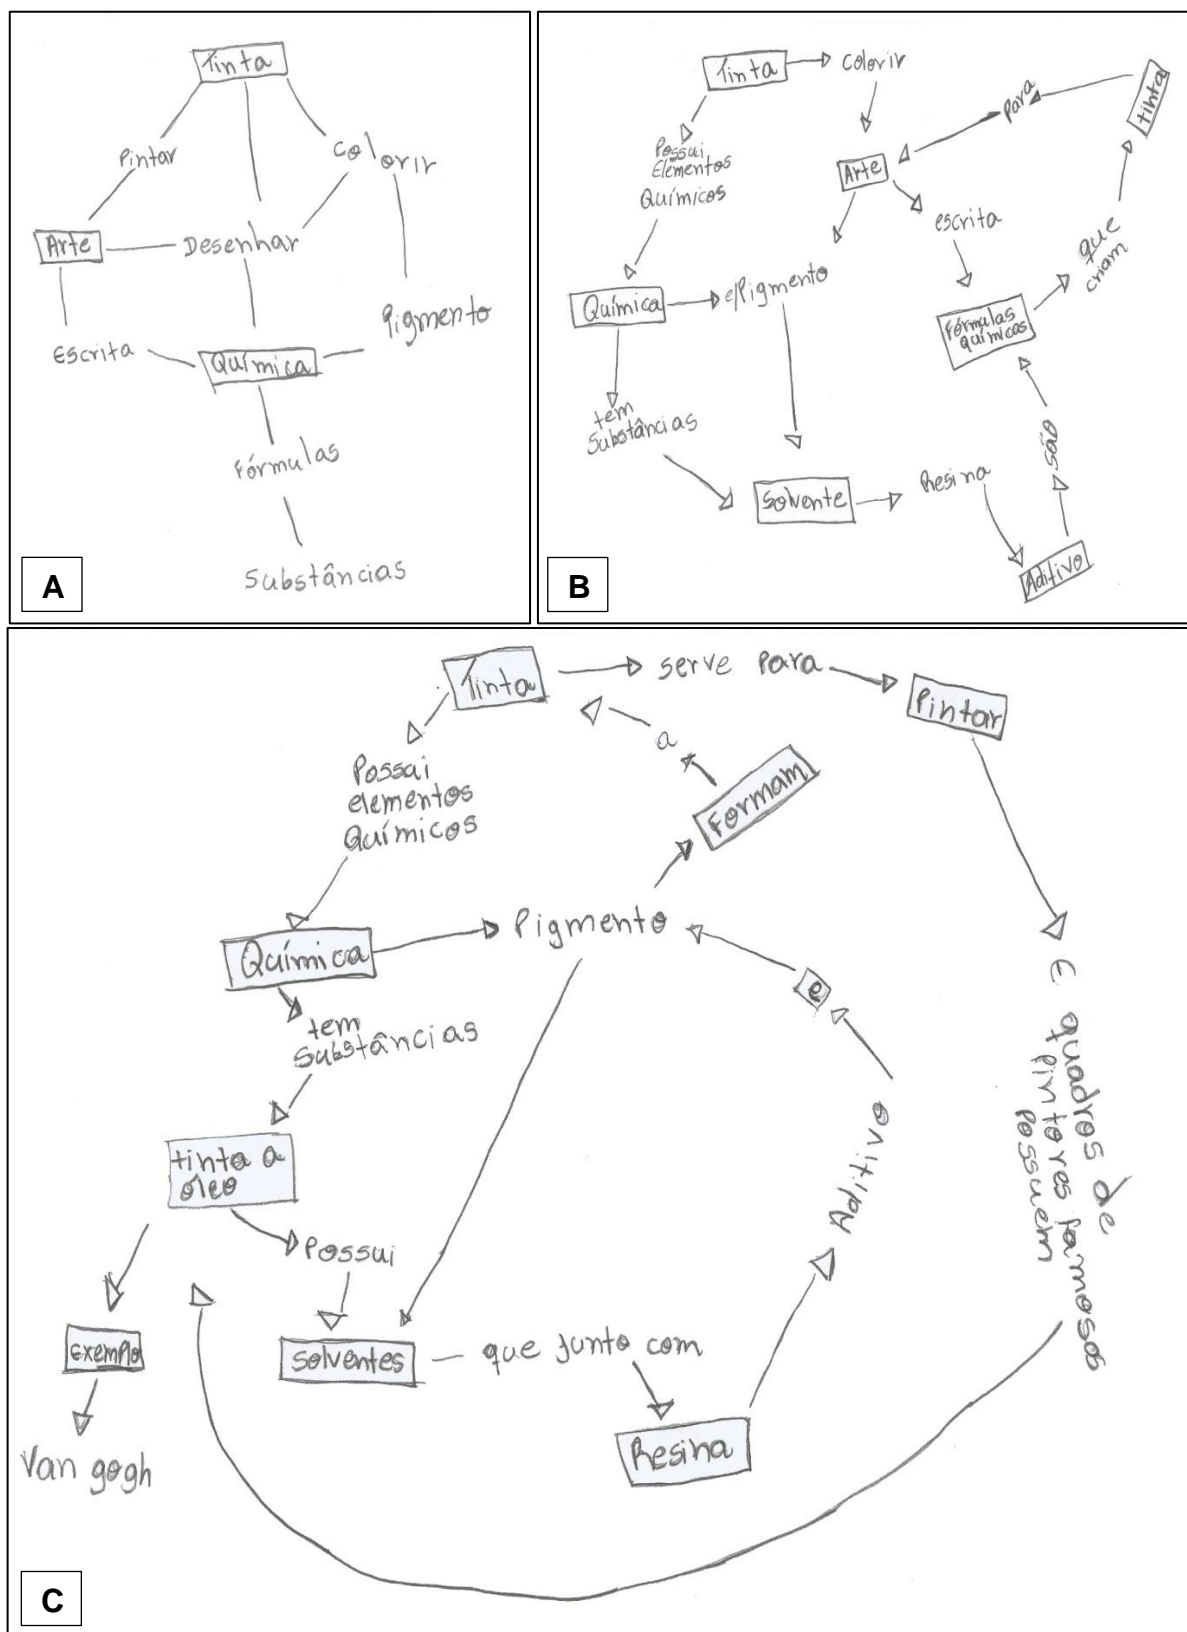 Tinta
Pintar
Colorir
Arte
Desenhar
Pigmento
Escrita
Química
Fórmulas
Substâncias
A
Tinta
colorir
para
tinta
Possui
Elementos
Químicos
Arte
escrita
que
criam
Química
e/Pigmento
Fórmulas
químicas
tem
Substâncias
são
Solvente
Resina
Aditivo
B
Tinta
serve para
Pintar
a
Formam
Possui
elementos
Químicos
Pigmento
Química
e
tem
Substâncias
E quadros de
pintores famosos
possuem
tinta a
óleo
Aditivo
Possui
Exemplo
Solventes
que junto com
Resina
Van gogh
C